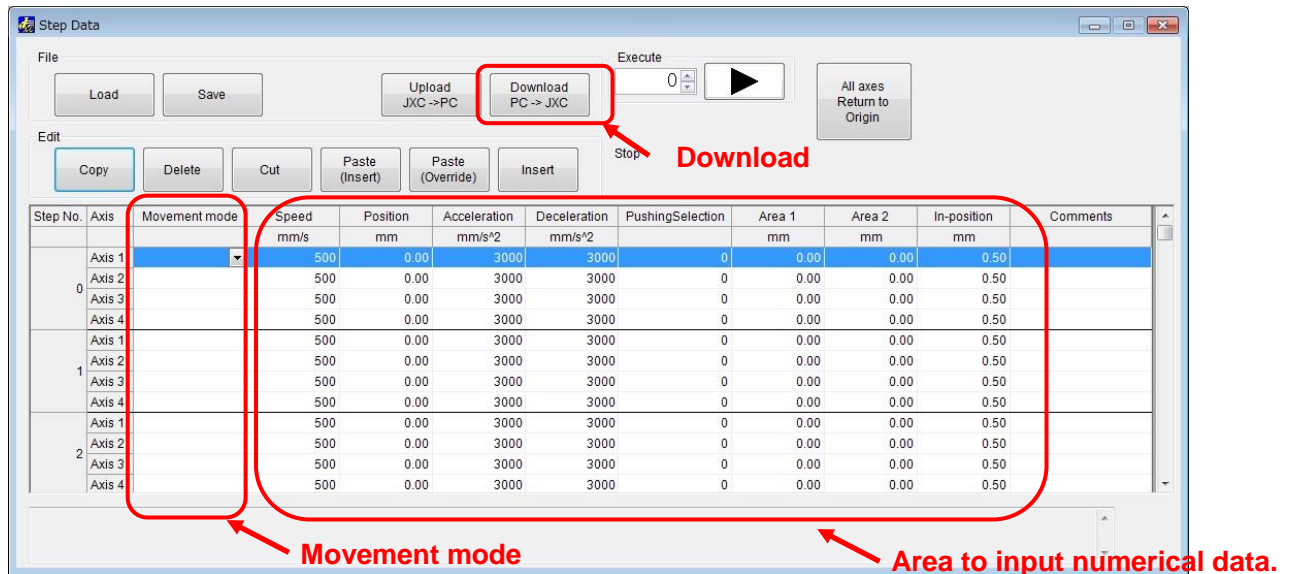 Step Data
File
Execute
Load Save Upload JXC ->PC Download PC -> JXC 0 All axes Return to Origin
Edit
Stop
Download
Copy Delete Cut Paste (Insert) Paste (Override) Insert
Step No. Axis Movement mode Speed Position Acceleration Deceleration PushingSelection Area 1 Area 2 In-position Comments
mm/s mm mm/s^2 mm/s^2 mm mm mm
0 Axis 1 500 0.00 3000 3000 0 0.00 0.00 0.50
Axis 2 500 0.00 3000 3000 0 0.00 0.00 0.50
Axis 3 500 0.00 3000 3000 0 0.00 0.00 0.50
Axis 4 500 0.00 3000 3000 0 0.00 0.00 0.50
1 Axis 1 500 0.00 3000 3000 0 0.00 0.00 0.50
Axis 2 500 0.00 3000 3000 0 0.00 0.00 0.50
Axis 3 500 0.00 3000 3000 0 0.00 0.00 0.50
Axis 4 500 0.00 3000 3000 0 0.00 0.00 0.50
2 Axis 1 500 0.00 3000 3000 0 0.00 0.00 0.50
Axis 2 500 0.00 3000 3000 0 0.00 0.00 0.50
Axis 3 500 0.00 3000 3000 0 0.00 0.00 0.50
Axis 4 500 0.00 3000 3000 0 0.00 0.00 0.50
Movement mode
Area to input numerical data.